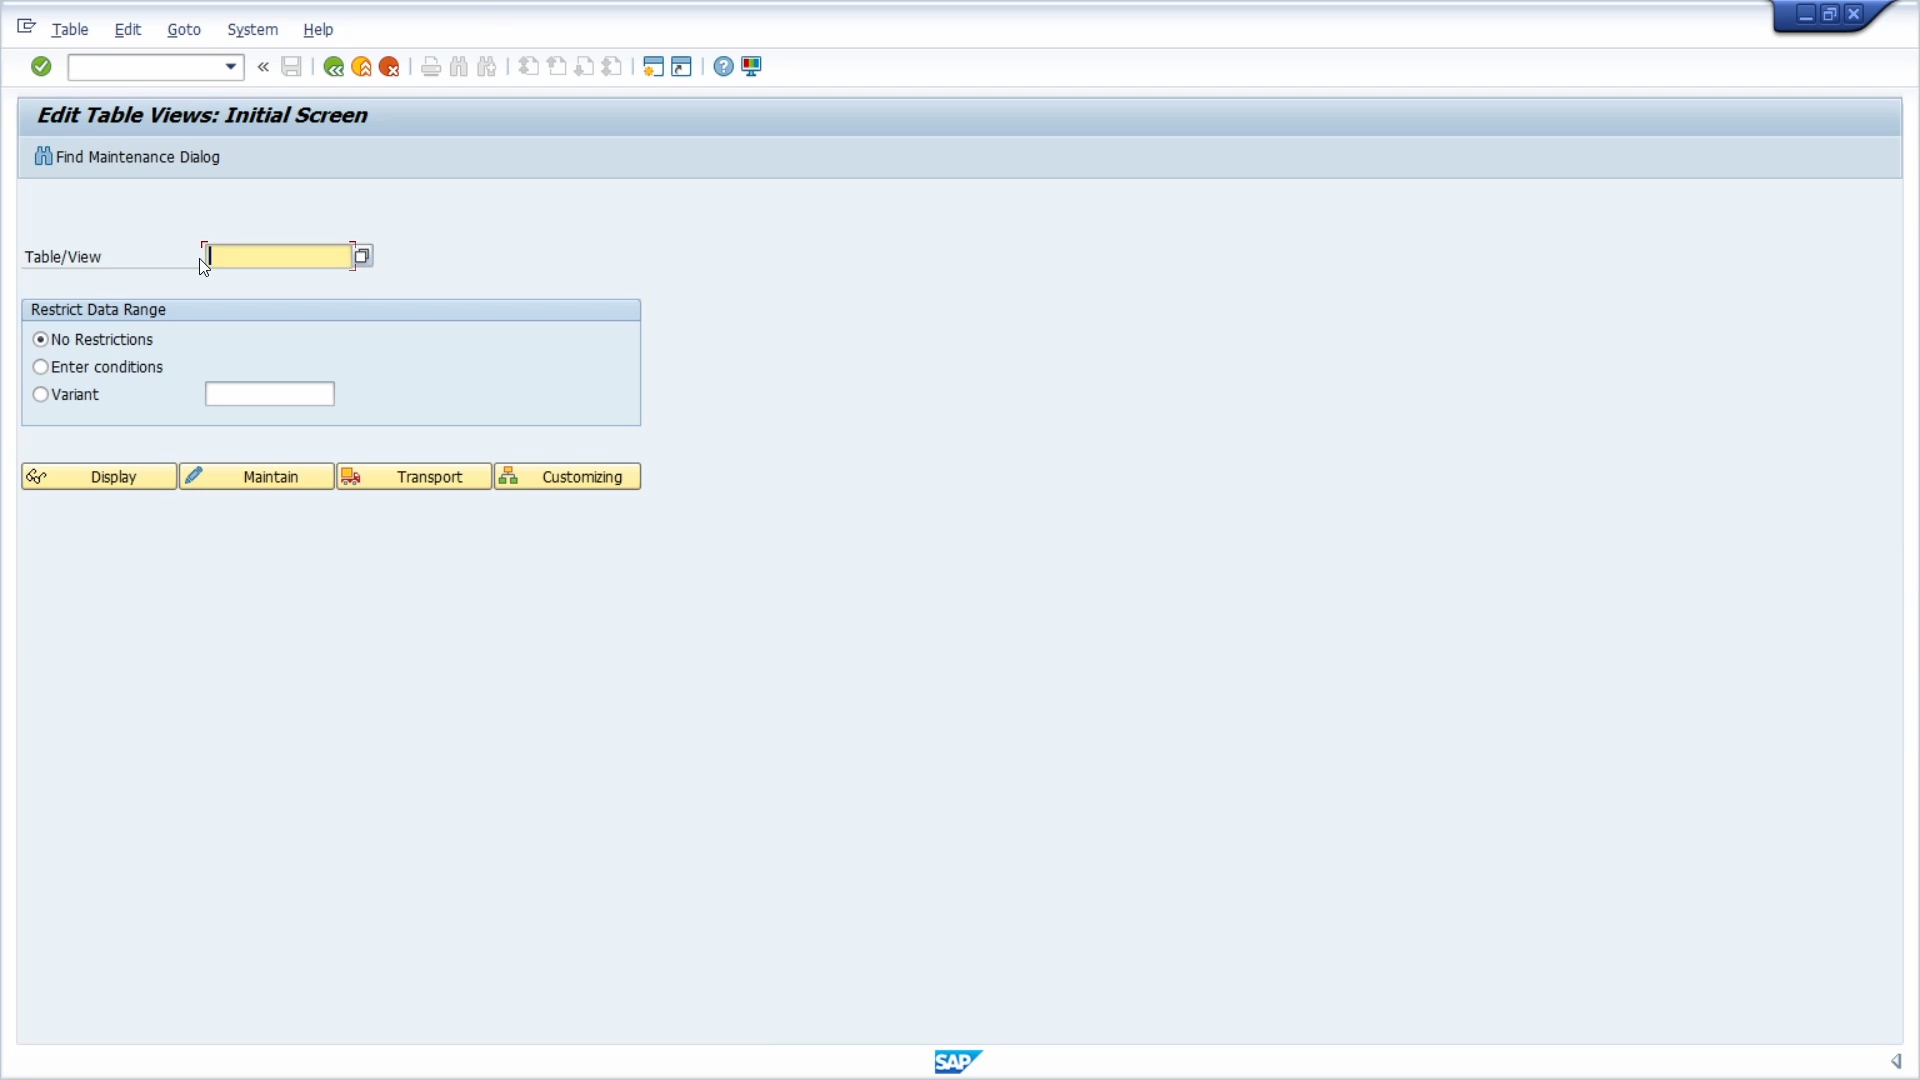 Table Edit Goto System Help
Edit Table Views: Initial Screen
Find Maintenance Dialog
Table/View
Restrict Data Range
No Restrictions
Enter conditions
Variant
Display Maintain Transport Customizing
SAP